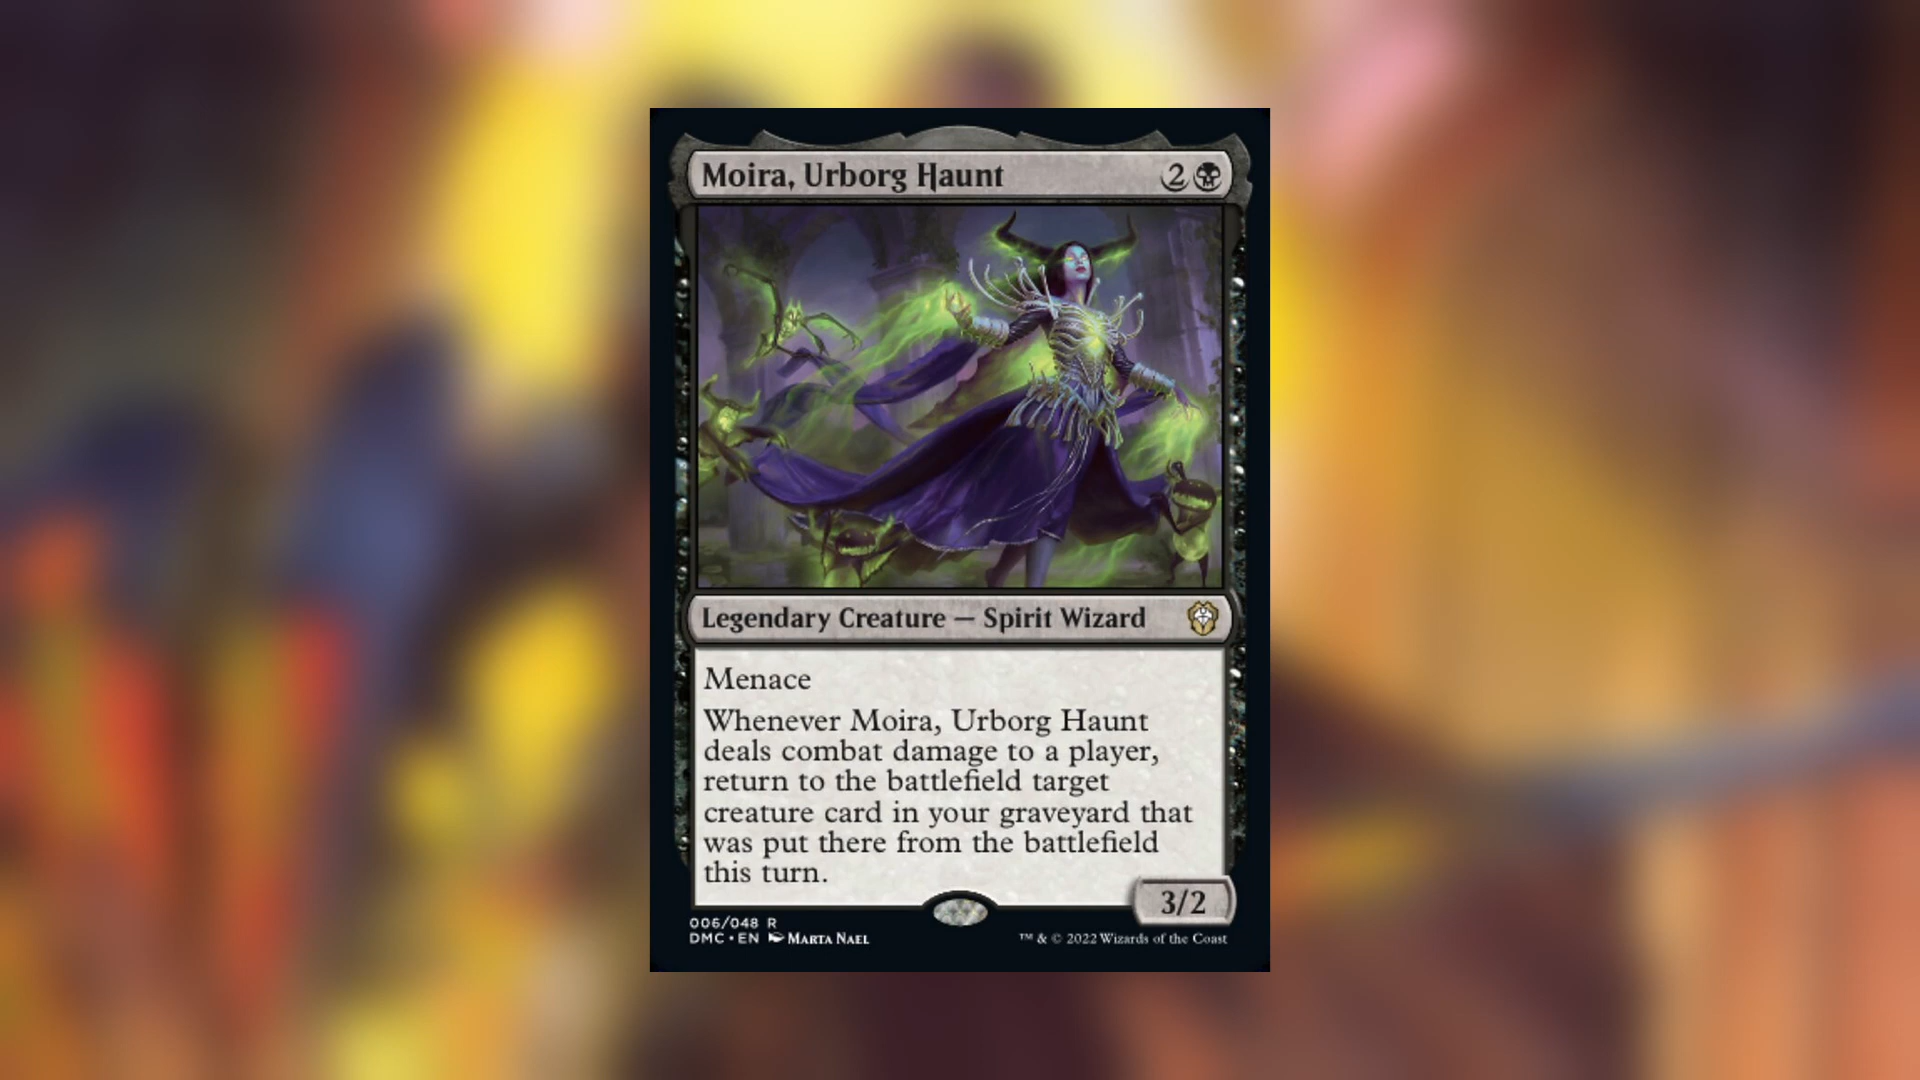 Moira, Urborg Haunt 2
Legendary Creature — Spirit Wizard
Menace
Whenever Moira, Urborg Haunt
deals combat damage to a player,
return to the battlefield target
creature card in your graveyard that
was put there from the battlefield
this turn.
3/2
006/048 R
DMC • EN Marta Nael
™ & © 2022 Wizards of the Coast